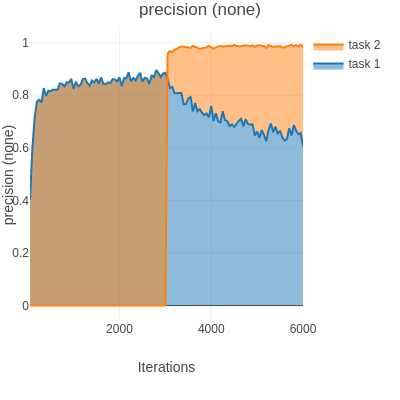 precision (none)
precision (none)
1
0.8
0.6
0.4
0.2
0
2000
4000
6000
Iterations
task 2
task 1